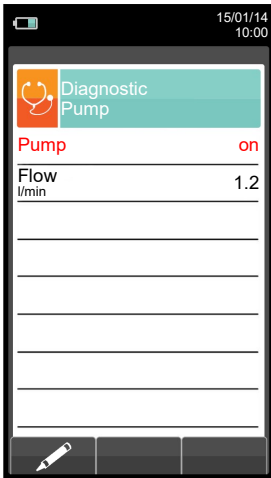 15/01/14
10:00
Diagnostic
Pump
Pump on
Flow 1.2
l/min